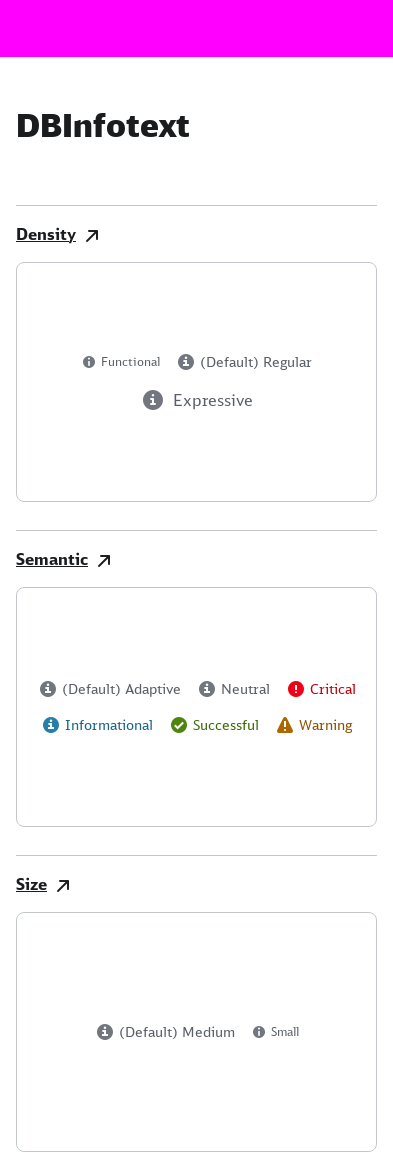 DBInfotext
Density
Functional (Default) Regular
Expressive
Semantic
(Default) Adaptive Neutral Critical
Informational Successful Warning
Size
(Default) Medium Small